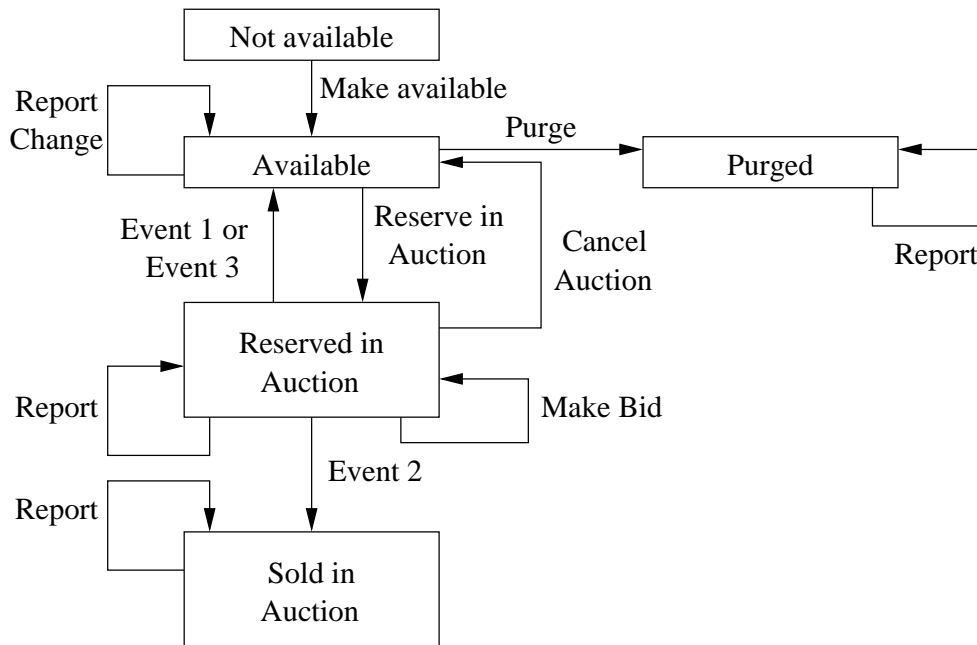 Not available
Make available
Report
Change
Purge
Available
Purged
Event 1 or
Event 3
Reserve in
Auction
Cancel
Auction
Report
Reserved in
Auction
Report
Make Bid
Event 2
Report
Sold in
Auction